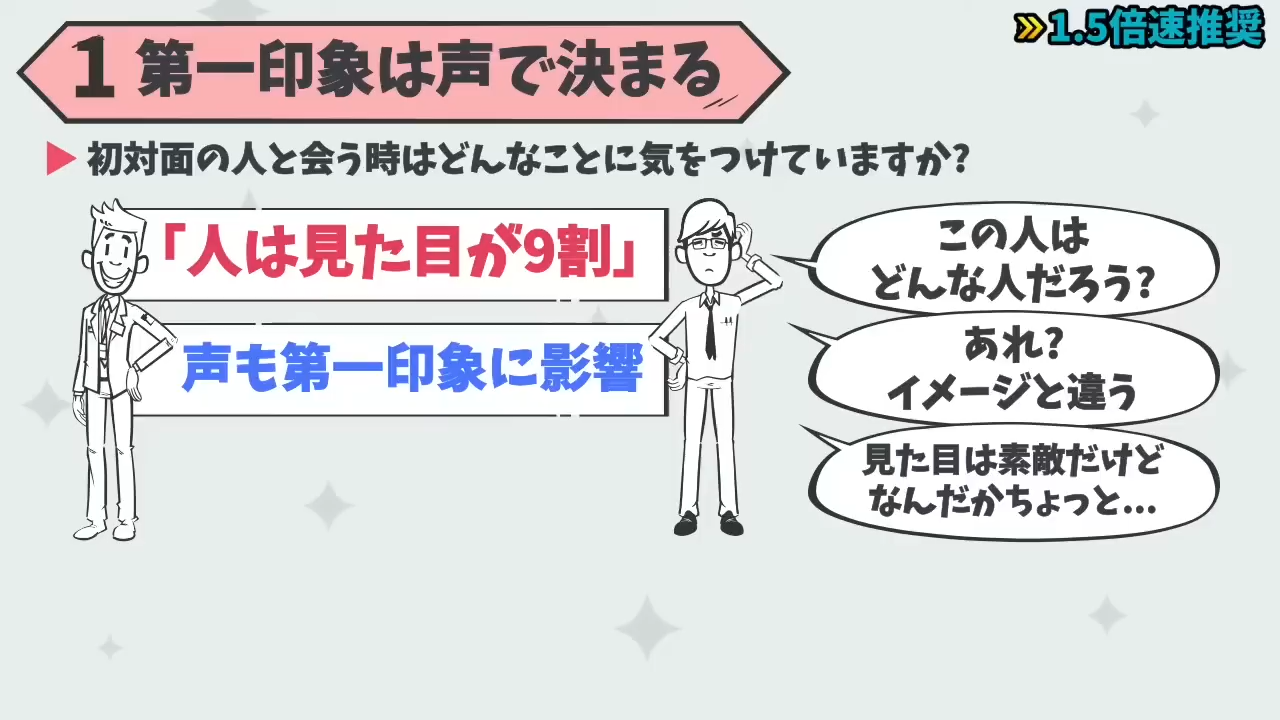 1 第一印象は声で決まる
1.5倍速推奨
初対面の人と会う時はどんなことに気をつけていますか?
「人は見た目が9割」
声も第一印象に影響
この人は
どんな人だろう?
あれ?
イメージと違う
見た目は素敵だけど
なんだかちょっと...